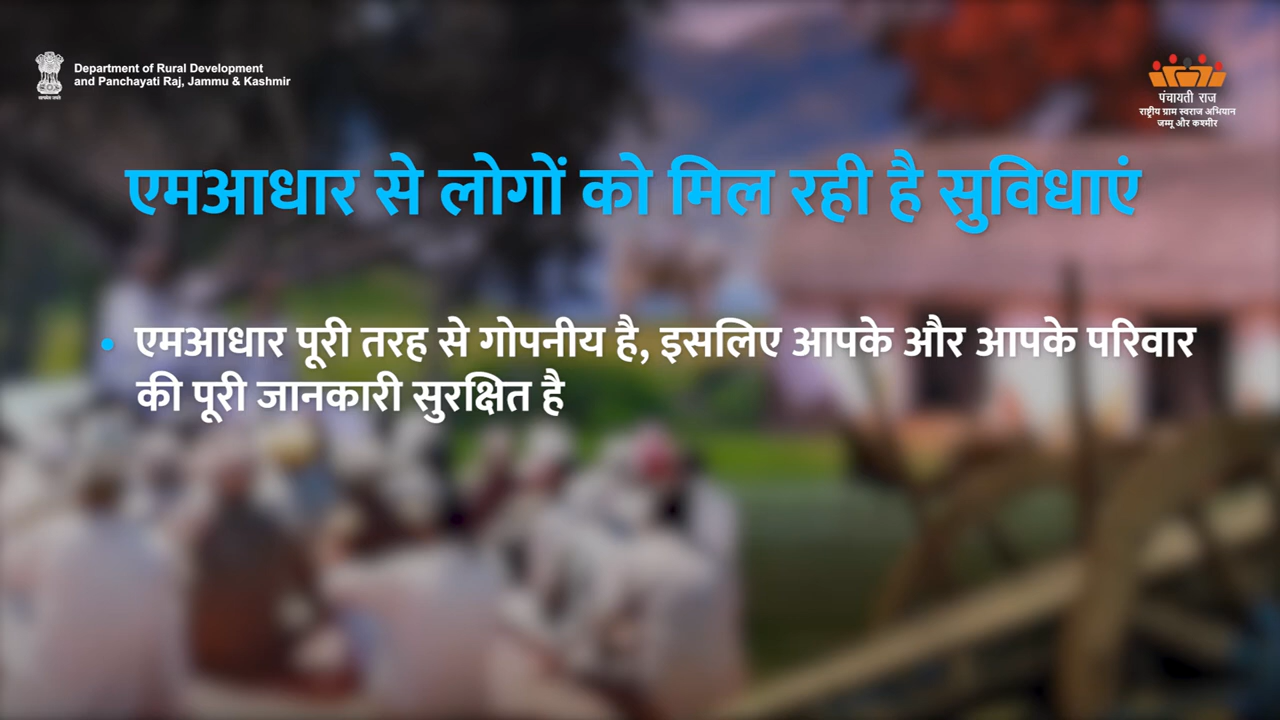 Department of Rural Development
and Panchayati Raj, Jammu & Kashmir
पंचायती राज
राष्ट्रीय ग्राम स्वराज अभियान
जम्मू और कश्मीर
एमआधार से लोगों को मिल रही है सुविधाएं
• एमआधार पूरी तरह से गोपनीय है, इसलिए आपके और आपके परिवार
की पूरी जानकारी सुरक्षित है